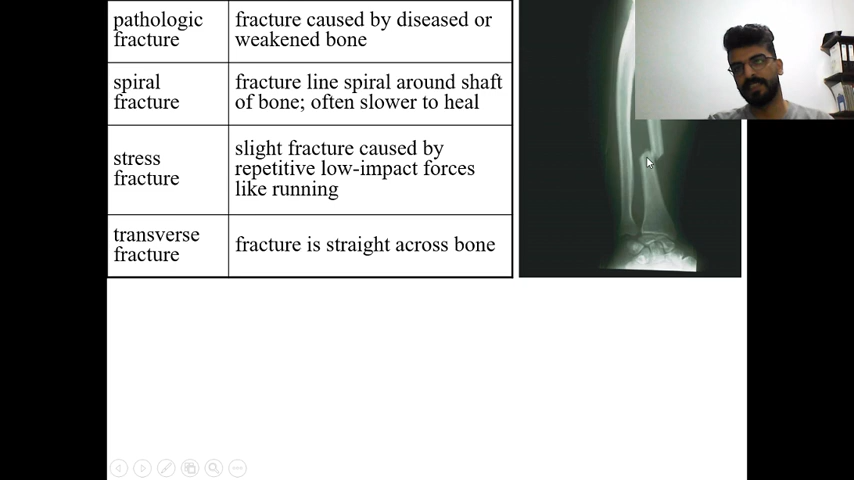 pathologic
fracture
fracture caused by diseased or
weakened bone
spiral
fracture
fracture line spiral around shaft
of bone; often slower to heal
stress
fracture
slight fracture caused by
repetitive low-impact forces
like running
transverse
fracture
fracture is straight across bone